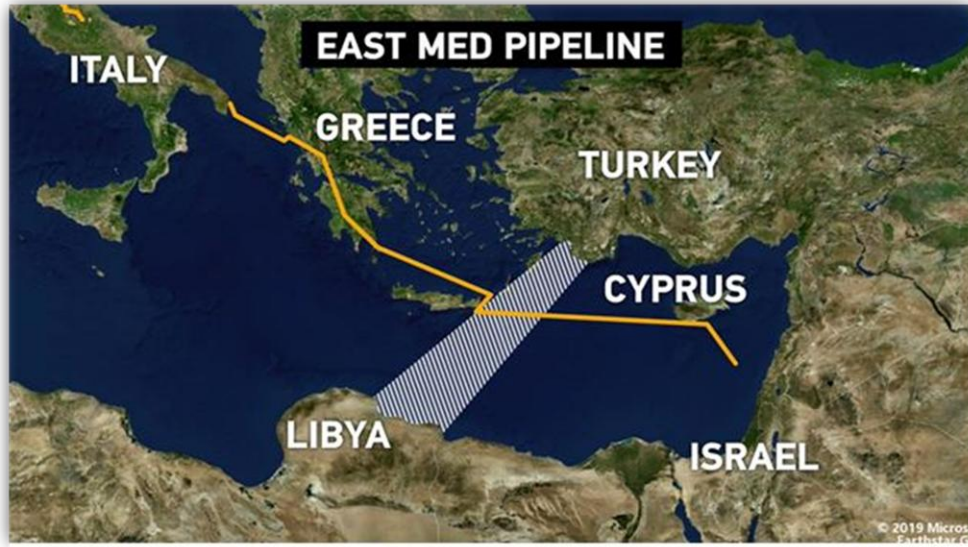 EAST MED PIPELINE
ITALY
GREECE
TURKEY
CYPRUS
LIBYA
ISRAEL
© 2019 Micros
Earthstar G